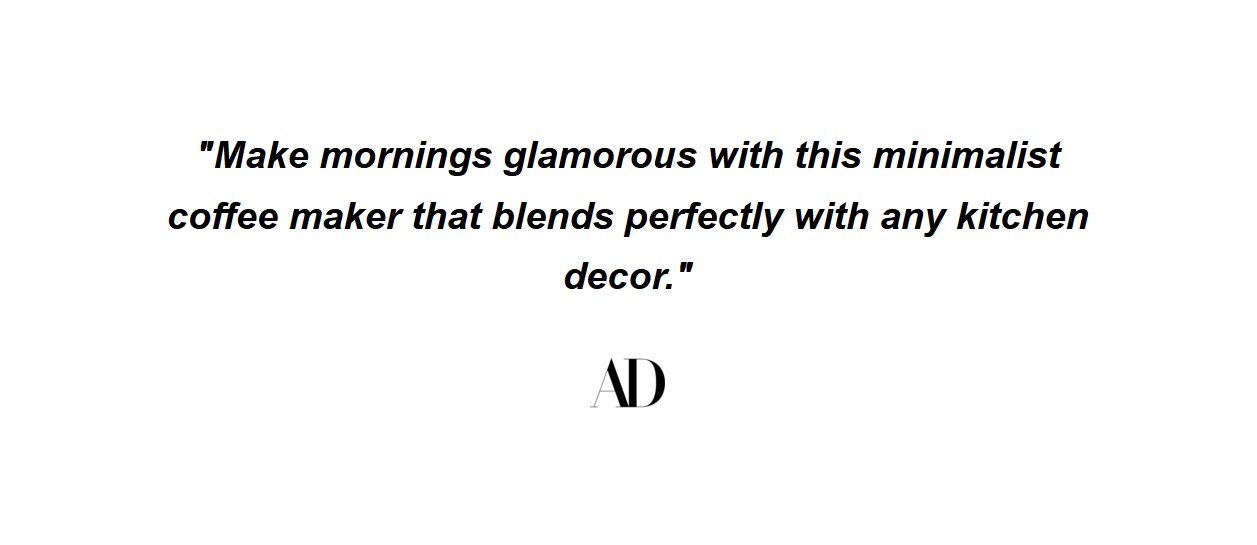 "Make mornings glamorous with this minimalist
coffee maker that blends perfectly with any kitchen
decor."
AD